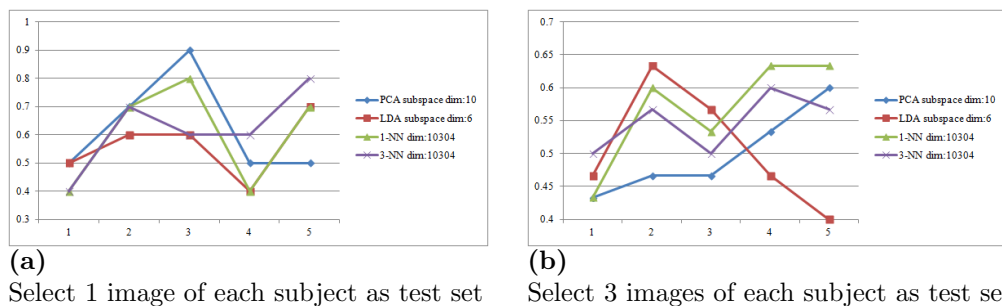 1
0.9
0.8
0.7
0.6
0.5
0.4
0.3
1 2 3 4 5
PCA subspace dim:10
LDA subspace dim:6
1-NN dim:10304
3-NN dim:10304
(a)
Select 1 image of each subject as test set
0.7
0.65
0.6
0.55
0.5
0.45
0.4
1 2 3 4 5
PCA subspace dim:10
LDA subspace dim:6
1-NN dim:10304
3-NN dim:10304
(b)
Select 3 images of each subject as test se